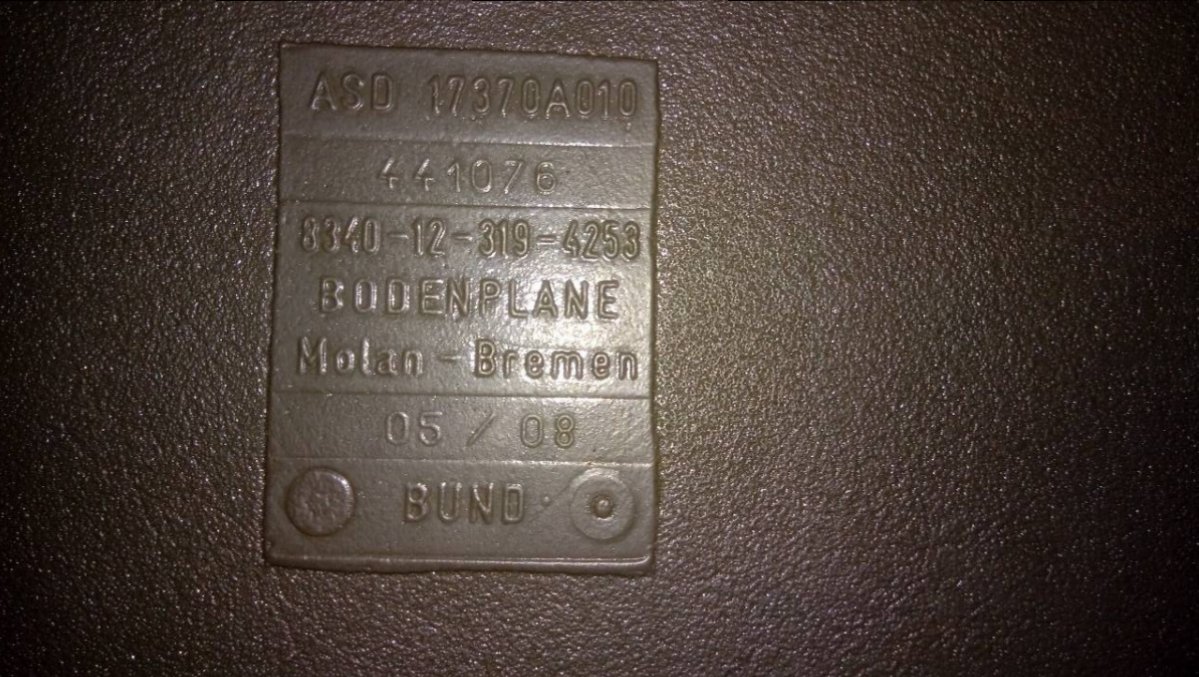 ASD 17370A010
441076
8340-12-319-4253
BODENPLANE
Molan-Bremen
05 / 08
BUND